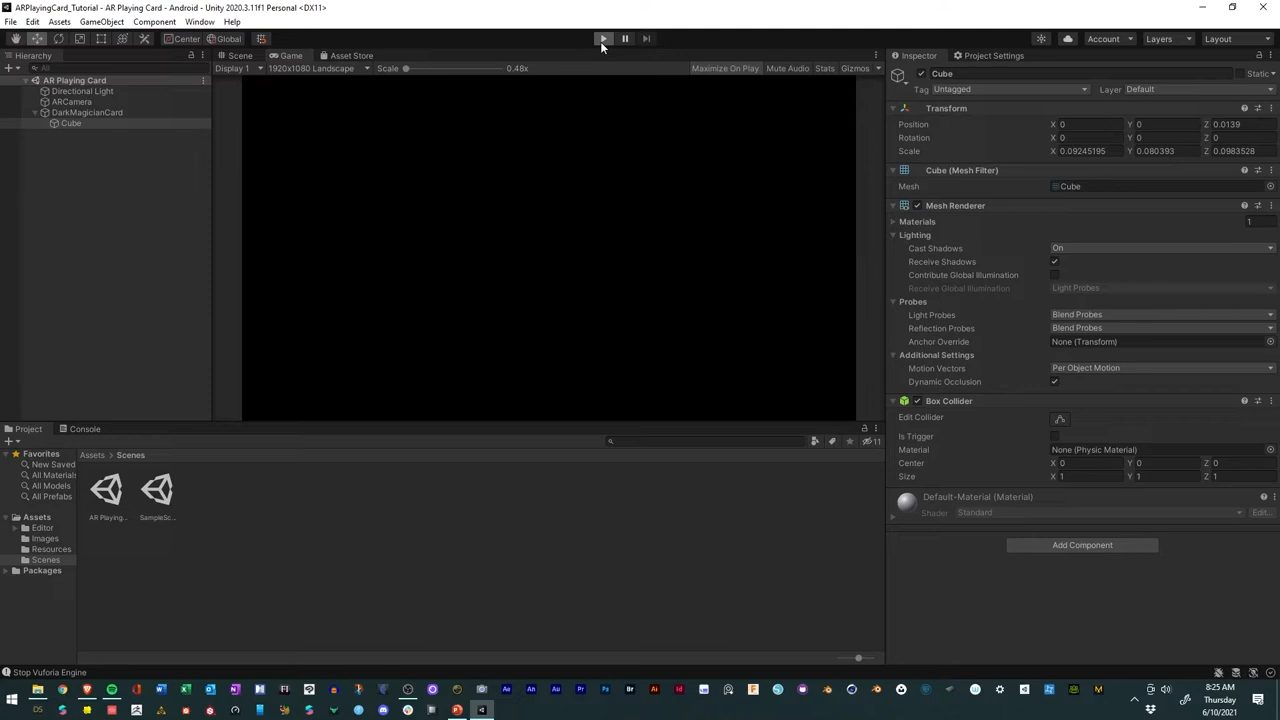 ARPlayingCard_Tutorial - AR Playing Card - Android - Unity 2020.3.11f1 Personal <DX11>
File Edit Assets GameObject Component Window Help
Center Global Account Layers Layout
Hierarchy Scene Game Asset Store Inspector Project Settings
All Display 1 1920x1080 Landscape Scale 0.48x Maximize On Play Mute Audio Stats Gizmos
Cube Static
AR Playing Card
Tag Untagged Layer Default
Directional Light
ARCamera
DarkMagicianCard
Cube
Transform
Position X 0 Y 0 Z 0.0139
Rotation X 0 Y 0 Z 0
Scale X 0.09245195 Y 0.080393 Z 0.0983528
Cube (Mesh Filter)
Mesh Cube
Mesh Renderer
Materials 1
Lighting
Cast Shadows On
Receive Shadows
Contribute Global Illumination
Receive Global Illumination Light Probes
Probes
Light Probes Blend Probes
Reflection Probes Blend Probes
Anchor Override None (Transform)
Additional Settings
Motion Vectors Per Object Motion
Dynamic Occlusion
Box Collider
Edit Collider
Is Trigger
Material None (Physic Material)
Center X 0 Y 0 Z 0
Size X 1 Y 1 Z 1
Default-Material (Material)
Shader Standard Edit...
Add Component
Project Console
11
Favorites
New Saved
All Materials
All Models
All Prefabs
Assets
Editor
Images
Resources
Scenes
Packages
Assets Scenes
AR Playing... SampleSc...
Stop Vuforia Engine
8:25 AM
Thursday
6/10/2021